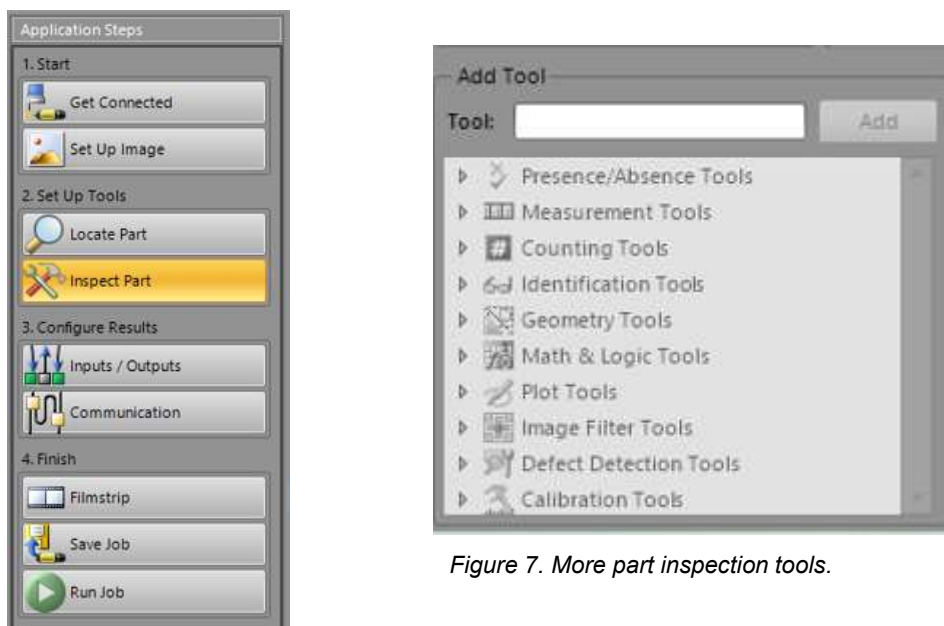 Application Steps
1. Start
Get Connected
Set Up Image
2. Set Up Tools
Locate Part
Inspect Part
3. Configure Results
Inputs / Outputs
Communication
4. Finish
Filmstrip
Save Job
Run Job
Add Tool
Tool:
Add
Presence/Absence Tools
Measurement Tools
Counting Tools
Identification Tools
Geometry Tools
Math & Logic Tools
Plot Tools
Image Filter Tools
Defect Detection Tools
Calibration Tools
Figure 7. More part inspection tools.